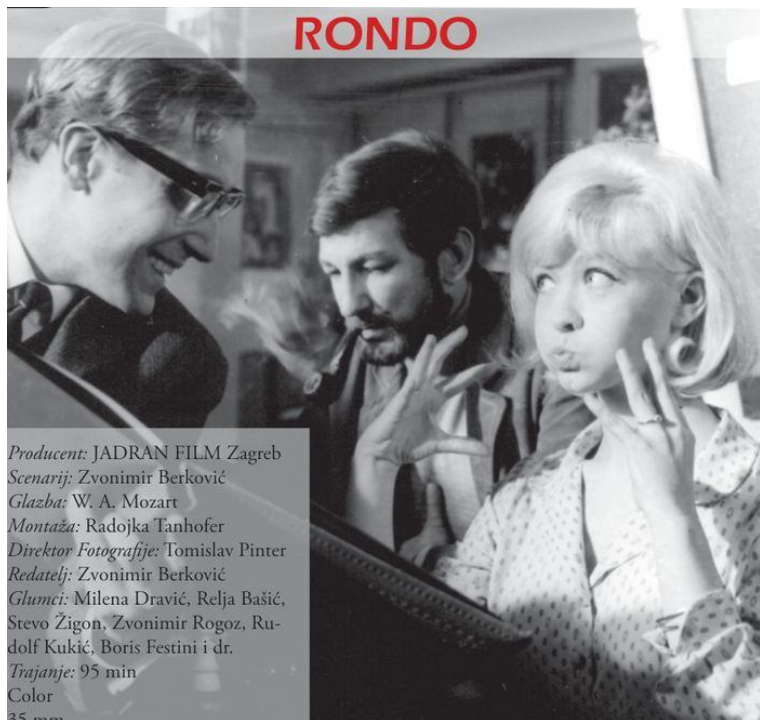 RONDO
Producent: JADRAN FILM Zagreb
Scenarij: Zvonimir Berković
Glazba: W. A. Mozart
Montaža: Radojka Tanhofer
Direktor Fotografije: Tomislav Pinter
Redatelj: Zvonimir Berković
Glumci: Milena Dravić, Relja Bašić,
Stevo Žigon, Zvonimir Rogoz, Ru-
dolf Kukić, Boris Festini i dr.
Trajanje: 95 min
Color
35 mm